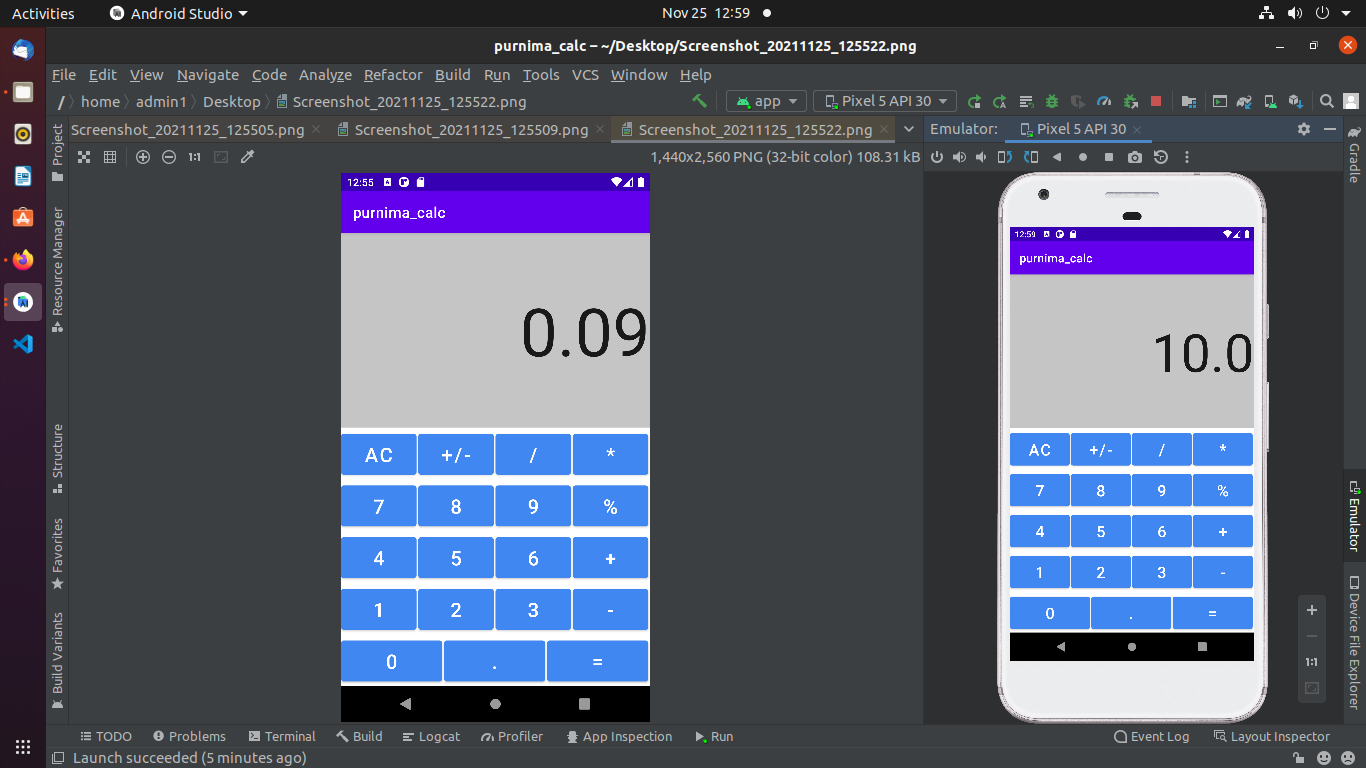 Activities Android Studio Nov 25 12:59
purnima_calc – ~/Desktop/Screenshot_20211125_125522.png
File Edit View Navigate Code Analyze Refactor Build Run Tools VCS Window Help
/ home admin1 Desktop Screenshot_20211125_125522.png app Pixel 5 API 30
Screenshot_20211125_125505.png Screenshot_20211125_125509.png Screenshot_20211125_125522.png Emulator: Pixel 5 API 30
1:1 1,440x2,560 PNG (32-bit color) 108.31 kB
Project
Resource Manager
Structure
Favorites
Build Variants
12:55
purnima_calc
0.09
AC +/- / *
7 8 9 %
4 5 6 +
1 2 3 -
0 . =
12:59
purnima_calc
10.0
AC +/- / *
7 8 9 %
4 5 6 +
1 2 3 -
0 . =
+
1:1
Gradle
Emulator
Device File Explorer
TODO Problems Terminal Build Logcat Profiler App Inspection Run Event Log Layout Inspector
Launch succeeded (5 minutes ago)